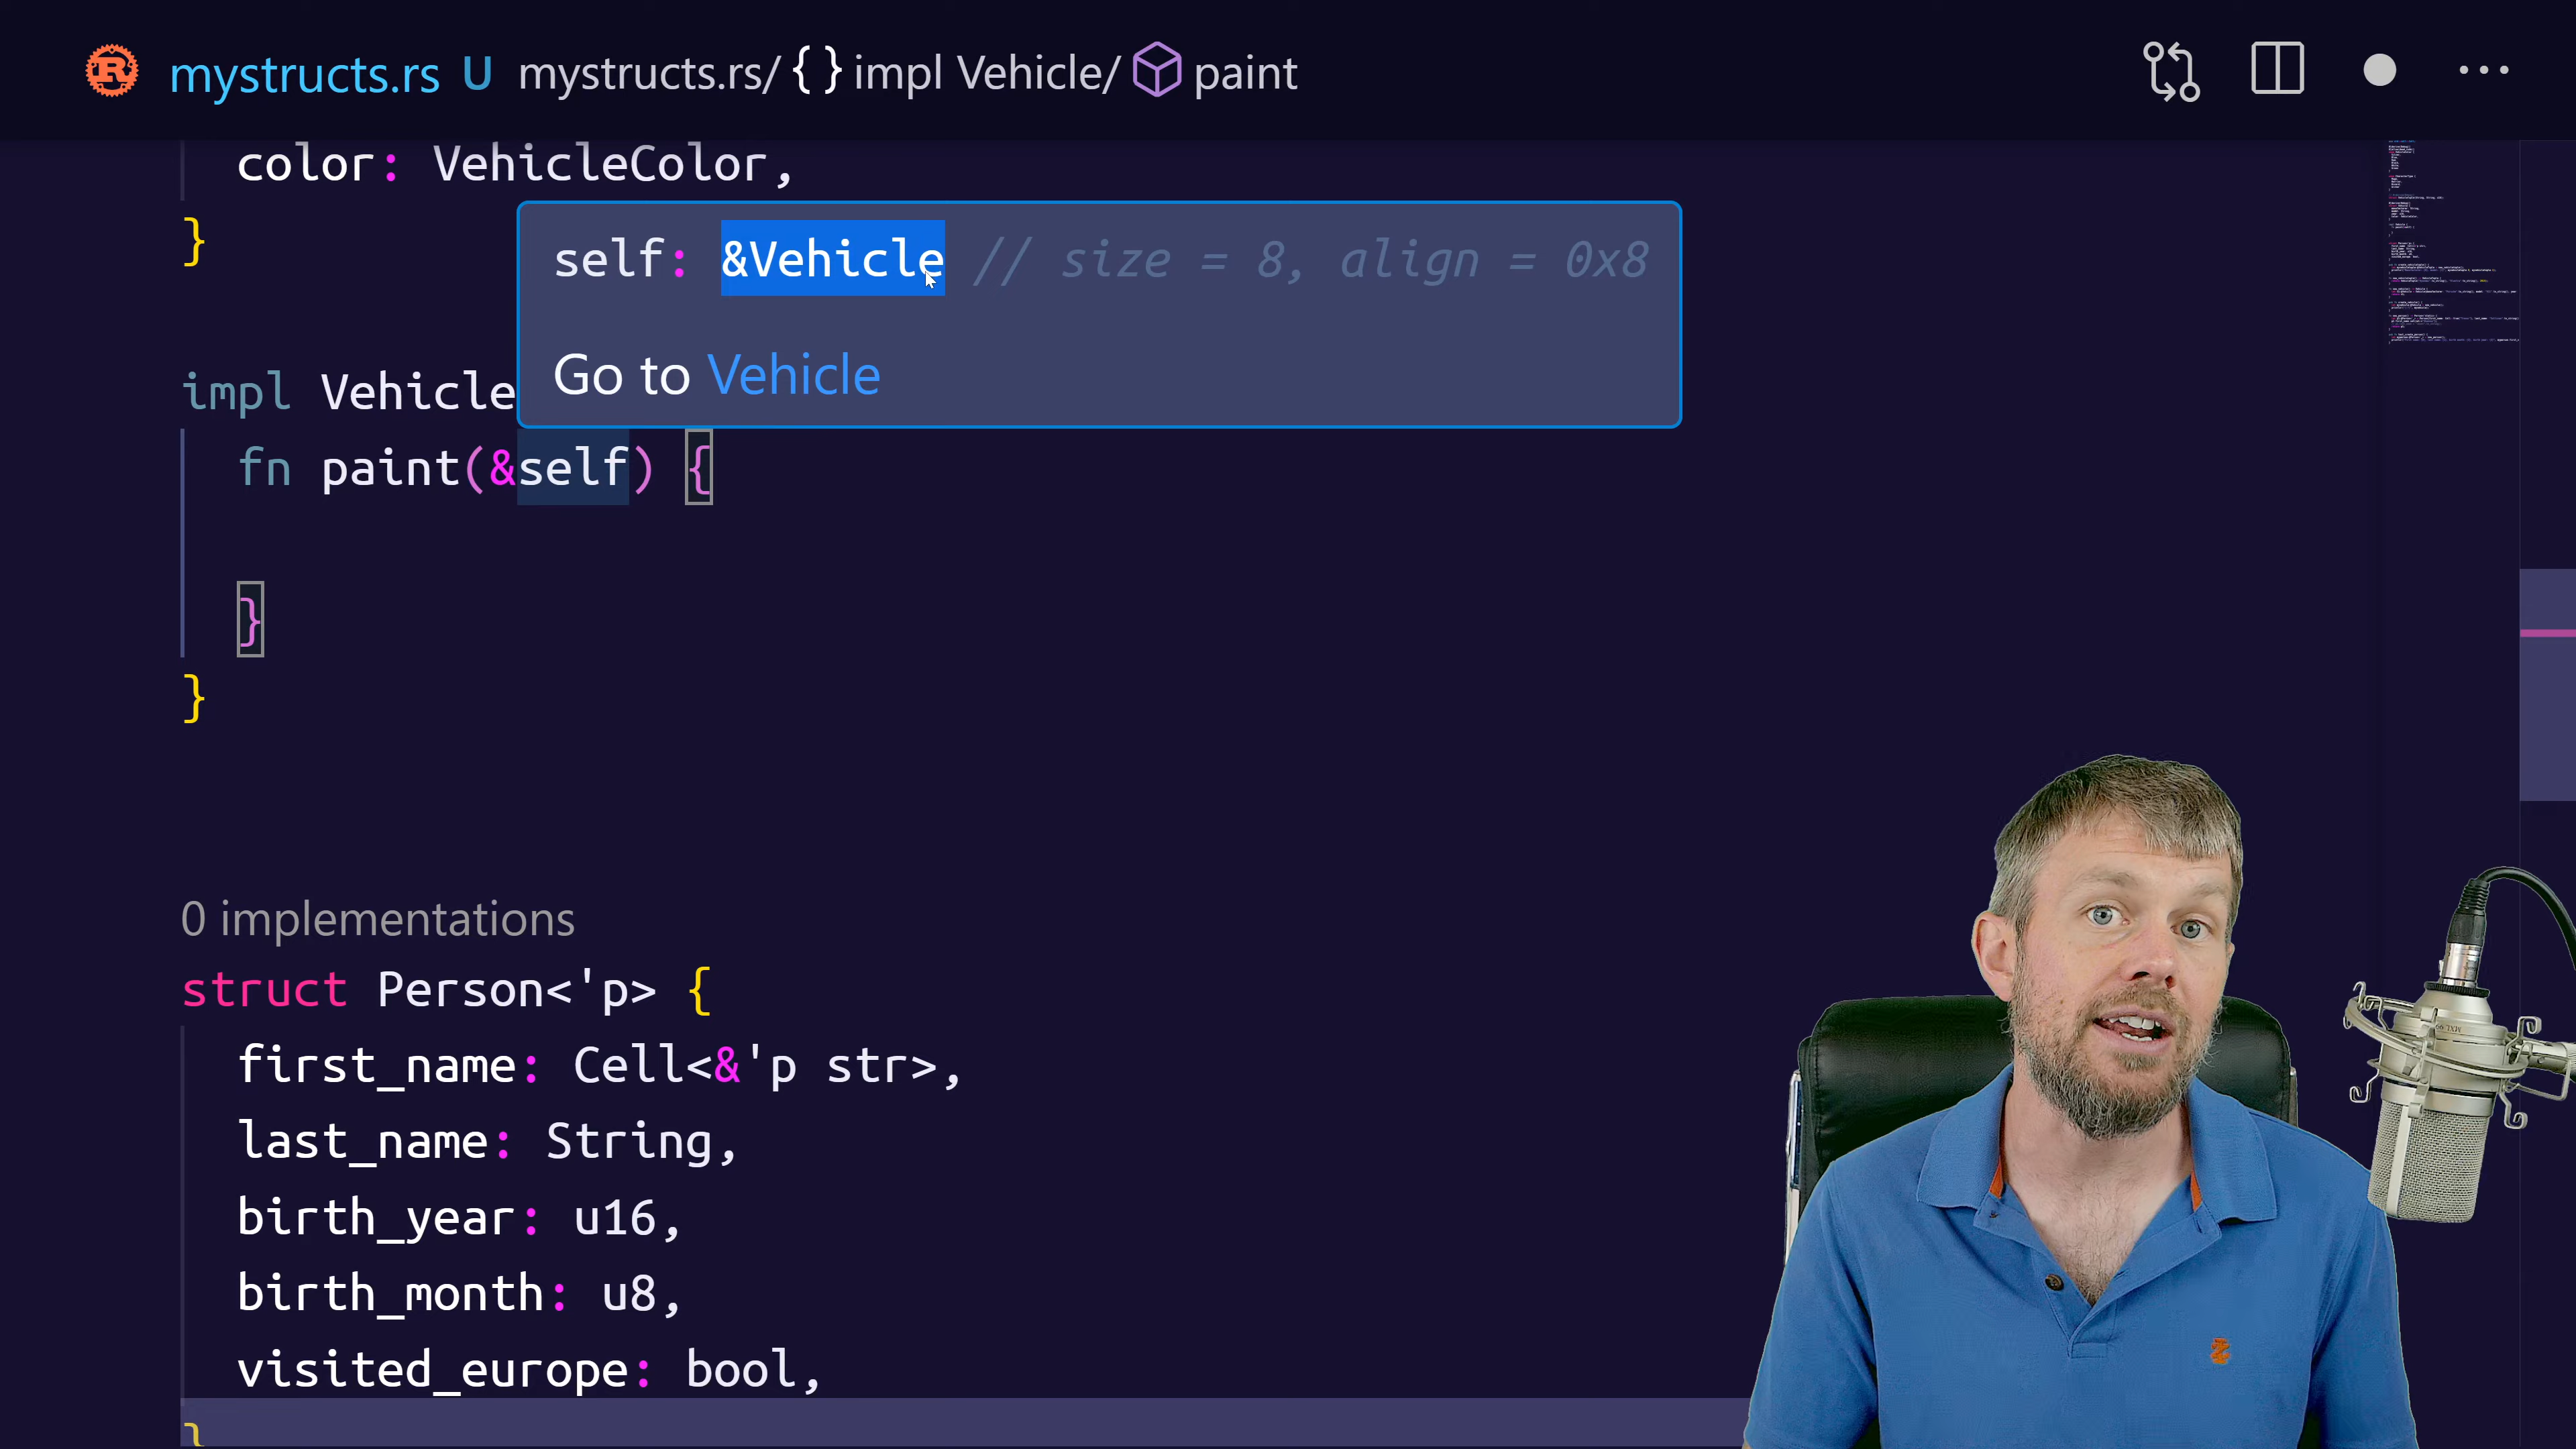 mystructs.rs U mystructs.rs/{} impl Vehicle/ paint
color: VehicleColor,
}
self: &Vehicle // size = 8, align = 0x8
Go to Vehicle
impl Vehicle
fn paint(&self) {
}
}
0 implementations
struct Person<'p> {
first_name: Cell<&'p str>,
last_name: String,
birth_year: u16,
birth_month: u8,
visited_europe: bool,
}